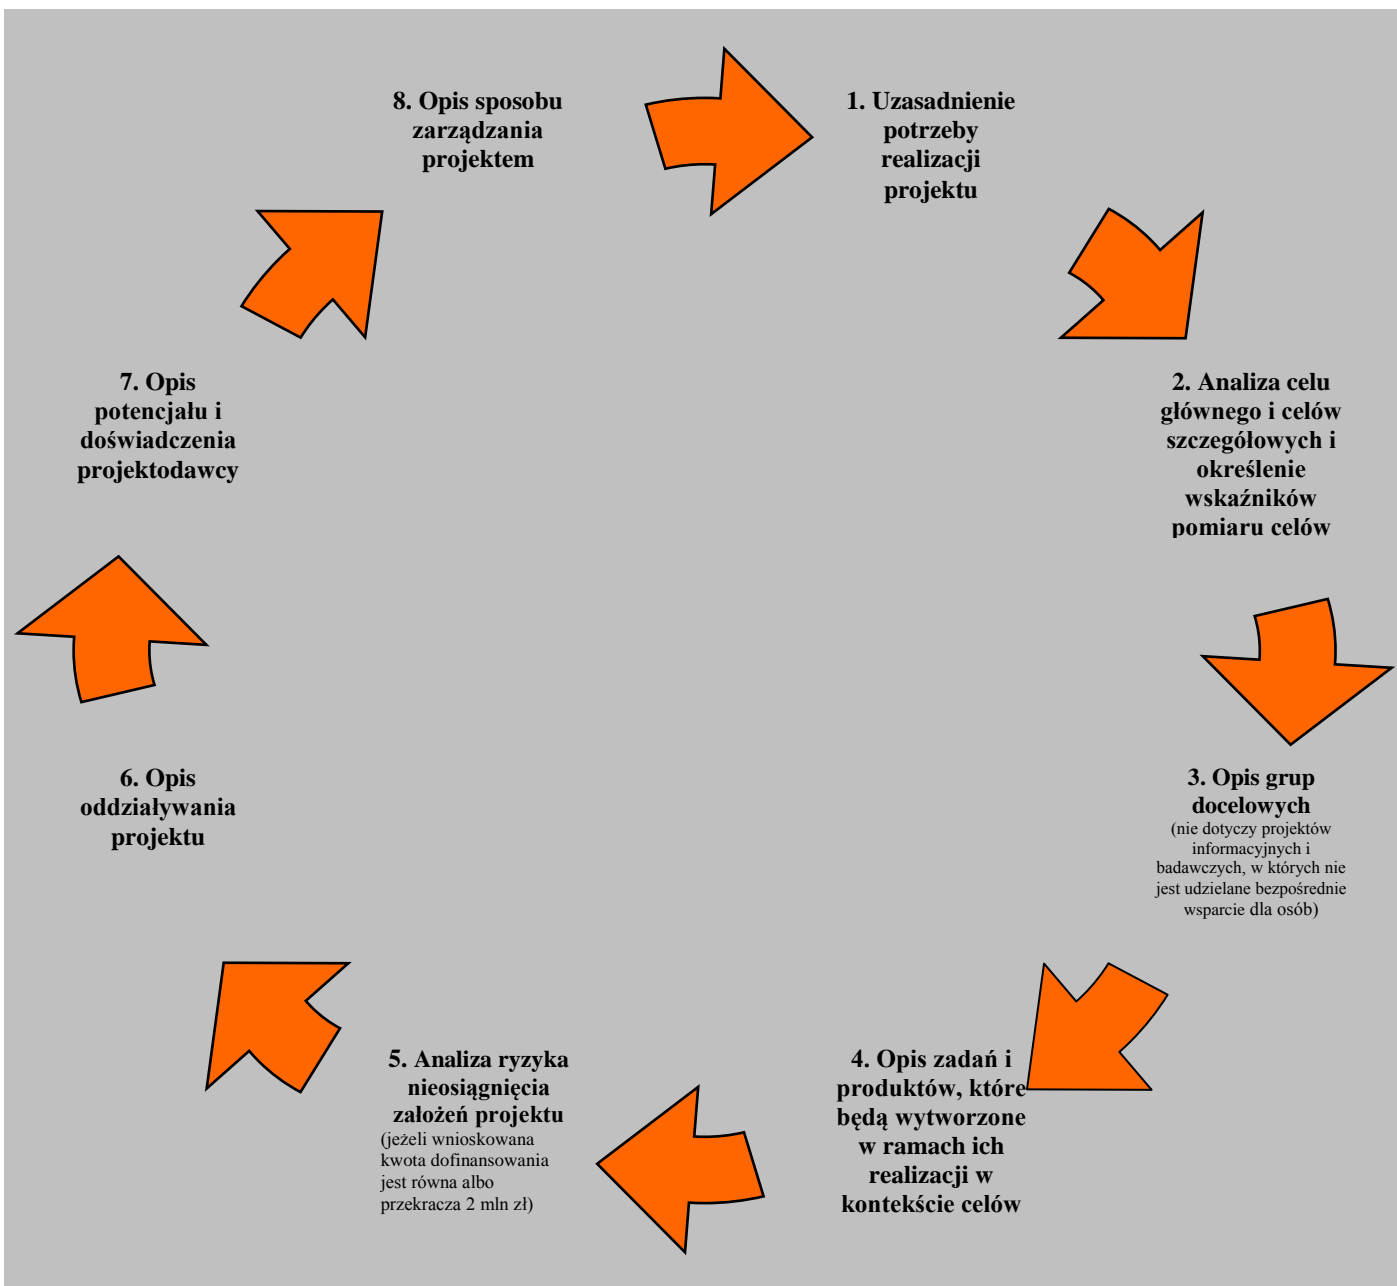 8. Opis sposobu
zarządzania
projektem
1. Uzasadnienie
potrzeby
realizacji
projektu
2. Analiza celu
głównego i celów
szczegółowych i
określenie
wskaźników
pomiaru celów
3. Opis grup
docelowych
(nie dotyczy projektów
informacyjnych i
badawczych, w których nie
jest udzielane bezpośrednie
wsparcie dla osób)
4. Opis zadań i
produktów, które
będą wytworzone
w ramach ich
realizacji w
kontekście celów
5. Analiza ryzyka
nieosiągnięcia
założeń projektu
(jeżeli wnioskowana
kwota dofinansowania
jest równa albo
przekracza 2 mln zł)
6. Opis
oddziaływania
projektu
7. Opis
potencjału i
doświadczenia
projektodawcy